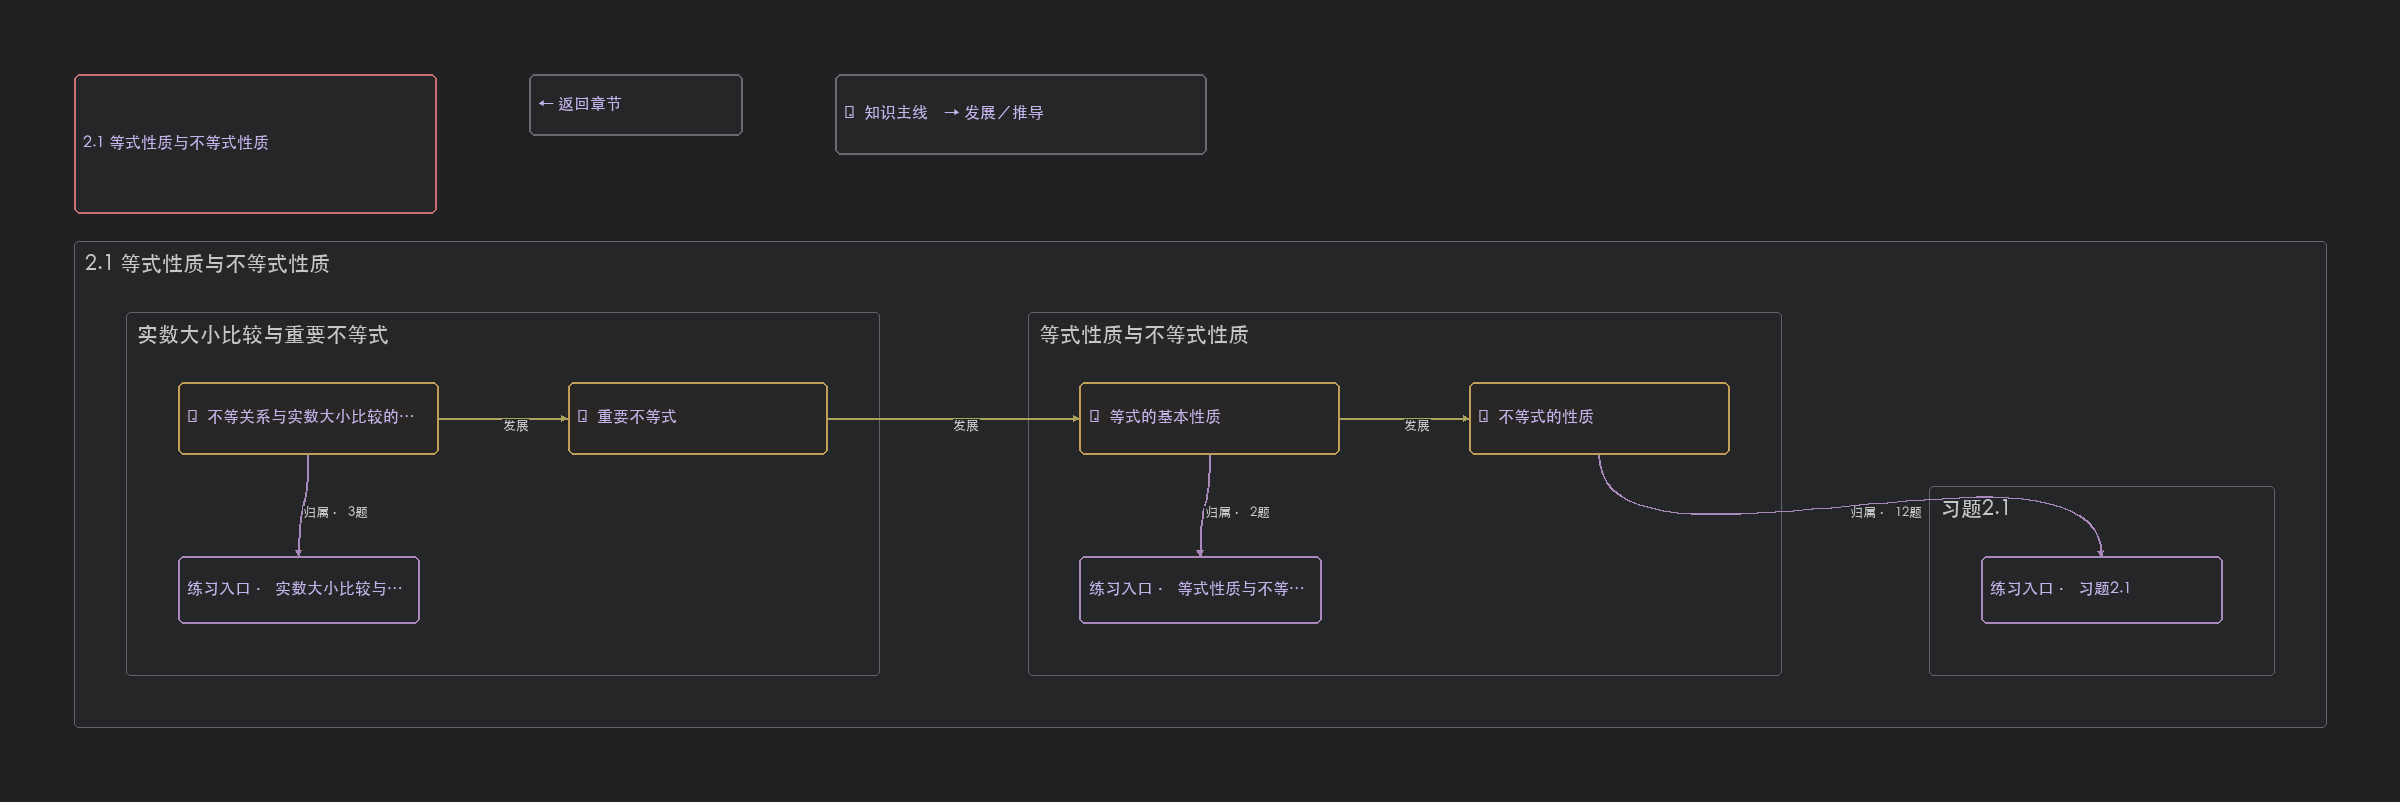 2.1 等式性质与不等式性质
← 返回章节
知识主线 → 发展／推导
2.1 等式性质与不等式性质
实数大小比较与重要不等式
不等关系与实数大小比较的…
发展
重要不等式
归属 · 3题
练习入口 · 实数大小比较与…
发展
等式性质与不等式性质
等式的基本性质
发展
不等式的性质
归属 · 2题
练习入口 · 等式性质与不等…
归属 · 12题
习题2.1
练习入口 · 习题2.1